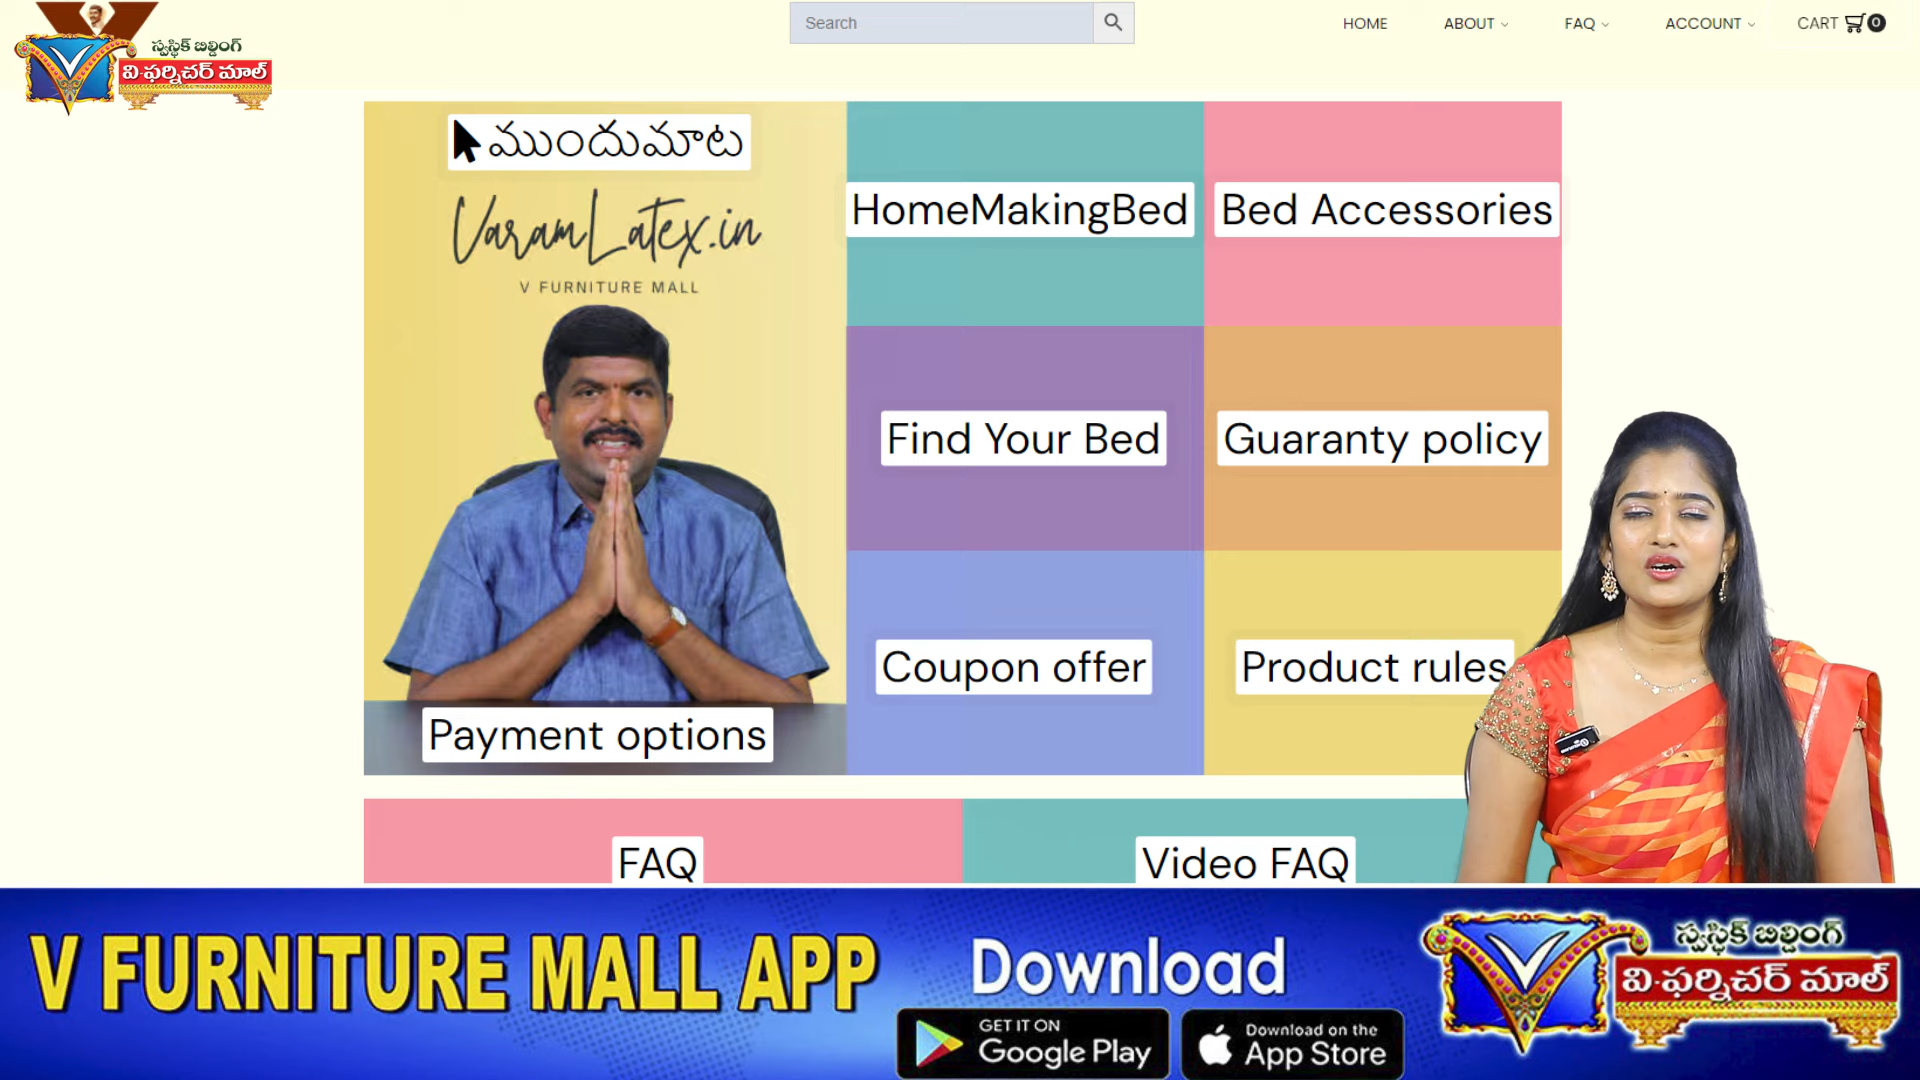 స్వస్తిక్ బిల్డింగ్
వి-ఫర్నిచర్ మాల్
Search
HOME
ABOUT
FAQ
ACCOUNT
CART 0
ముందుమాట
VaramLatex.in
V FURNITURE MALL
HomeMakingBed
Bed Accessories
Find Your Bed
Guaranty policy
Coupon offer
Product rules
Payment options
FAQ
Video FAQ
V FURNITURE MALL APP
Download
GET IT ON
Google Play
Download on the
App Store
స్వస్తిక్ బిల్డింగ్
వి-ఫర్నిచర్ మాల్